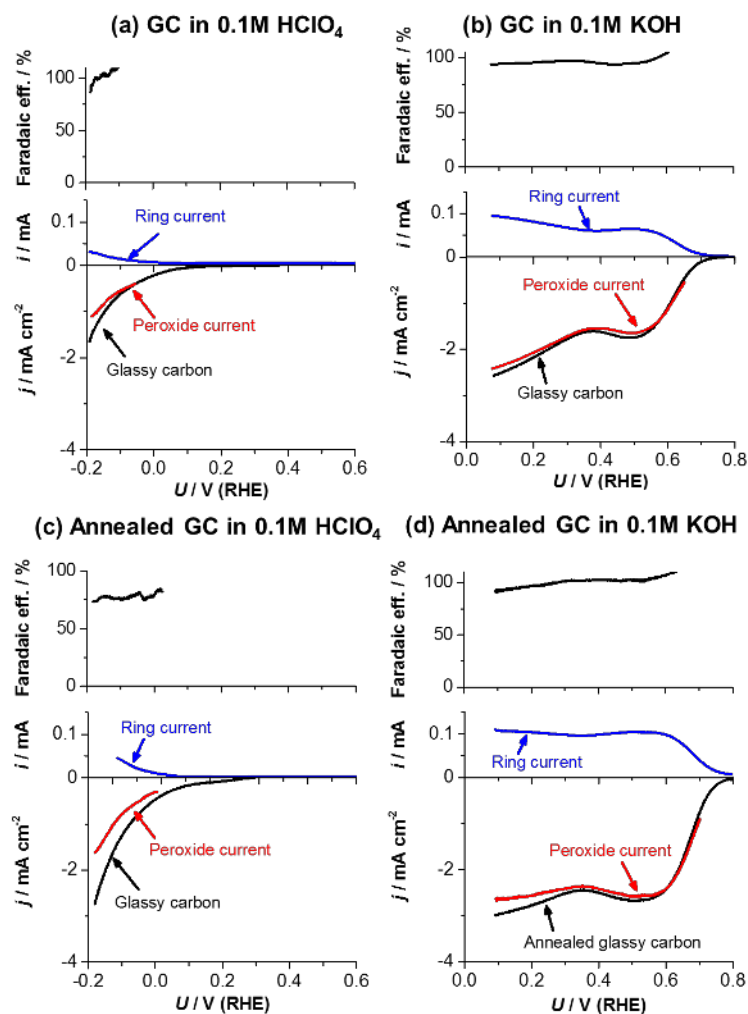 (a) GC in 0.1M HClO₄
Faradaic eff. / %
100
50
0
i / mA
0.1
0
Ring current
j / mA cm⁻²
-2
-4
Peroxide current
Glassy carbon
-0.2 0.0 0.2 0.4 0.6
U / V (RHE)
(b) GC in 0.1M KOH
Faradaic eff. / %
100
50
0
i / mA
0.1
0
Ring current
j / mA cm⁻²
-2
-4
Peroxide current
Glassy carbon
0.0 0.2 0.4 0.6 0.8
U / V (RHE)
(c) Annealed GC in 0.1M HClO₄
Faradaic eff. / %
100
50
0
i / mA
0.1
0
Ring current
j / mA cm⁻²
-2
-4
Peroxide current
Glassy carbon
-0.2 0.0 0.2 0.4 0.6
U / V (RHE)
(d) Annealed GC in 0.1M KOH
Faradaic eff. / %
100
50
0
i / mA
0.1
0
Ring current
j / mA cm⁻²
-2
-4
Peroxide current
Annealed glassy carbon
0.0 0.2 0.4 0.6 0.8
U / V (RHE)